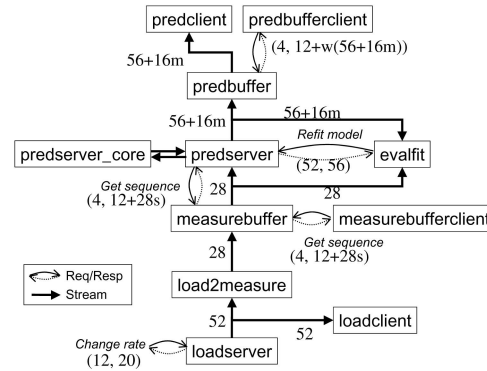 predclient
predbufferclient
56+16m
(4, 12+w(56+16m))
predbuffer
56+16m
56+16m
Refit model
predserver_core
predserver
evalfit
(52, 56)
Get sequence
(4, 12+28s)
28
28
measurebuffer
measurebufferclient
Get sequence
(4, 12+28s)
28
Req/Resp
Stream
load2measure
52
52
loadclient
Change rate
(12, 20)
loadserver